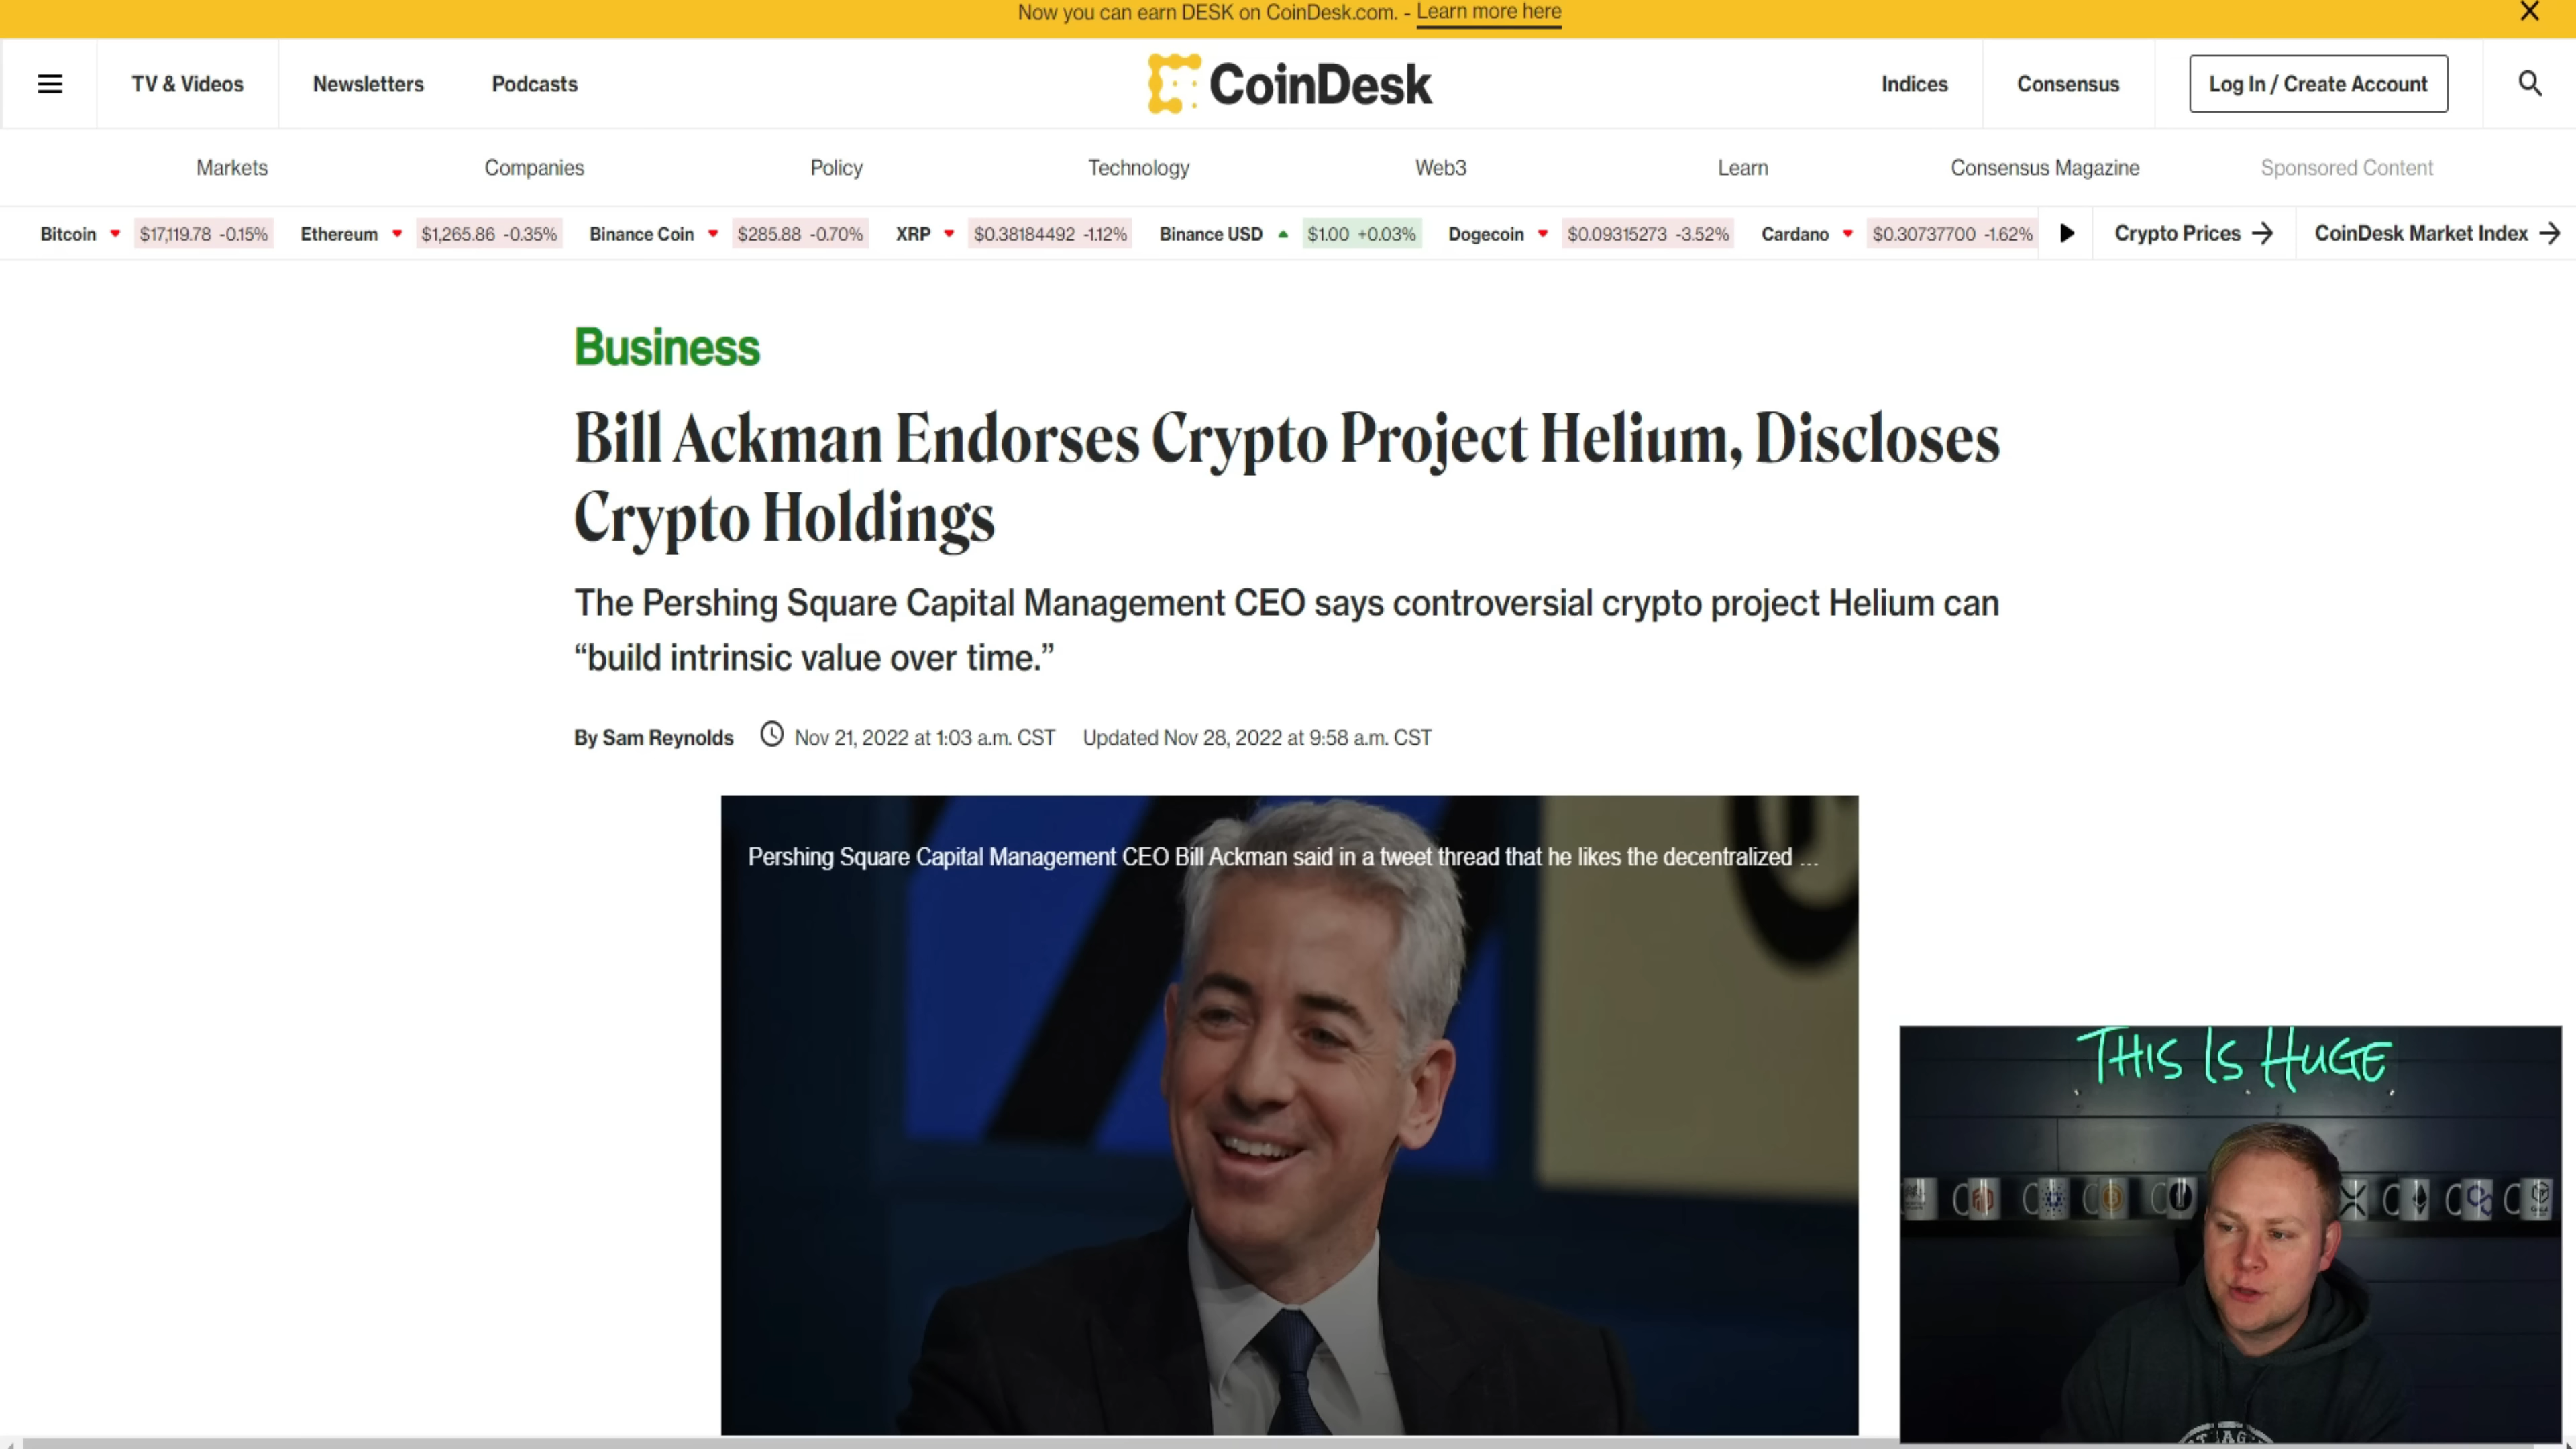 Now you can earn DESK on CoinDesk.com. - Learn more here
TV & Videos
Newsletters
Podcasts
CoinDesk
Indices
Consensus
Log In / Create Account
Markets
Companies
Policy
Technology
Web3
Learn
Consensus Magazine
Sponsored Content
Bitcoin $17,119.78 -0.15%
Ethereum $1,265.86 -0.35%
Binance Coin $285.88 -0.70%
XRP $0.38184492 -1.12%
Binance USD $1.00 +0.03%
Dogecoin $0.09315273 -3.52%
Cardano $0.30737700 -1.62%
Crypto Prices
CoinDesk Market Index
Business
Bill Ackman Endorses Crypto Project Helium, Discloses
Crypto Holdings
The Pershing Square Capital Management CEO says controversial crypto project Helium can
“build intrinsic value over time.”
By Sam Reynolds
Nov 21, 2022 at 1:03 a.m. CST
Updated Nov 28, 2022 at 9:58 a.m. CST
Pershing Square Capital Management CEO Bill Ackman said in a tweet thread that he likes the decentralized ...
THIS IS HUGE